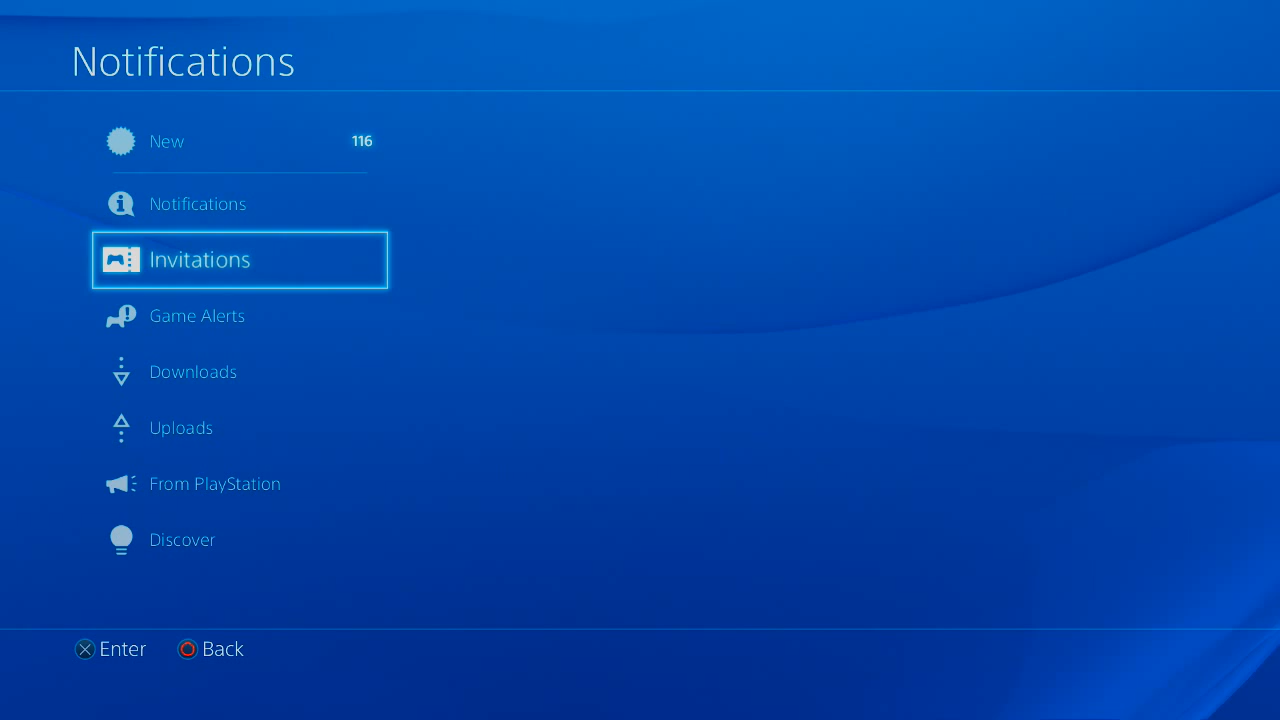 Notifications
New 116
Notifications
Invitations
Game Alerts
Downloads
Uploads
From PlayStation
Discover
Enter Back